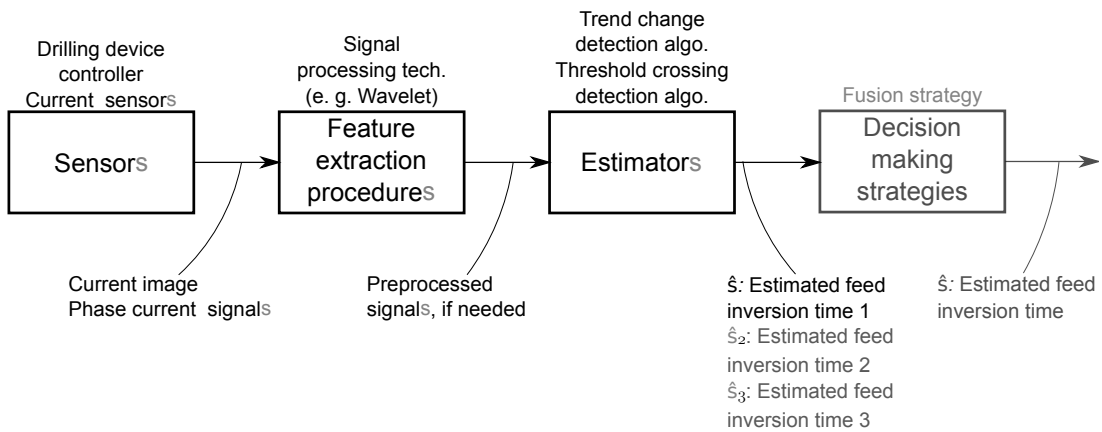 Drilling device
controller
Current sensors
Sensors
Current image
Phase current signals
Signal
processing tech.
(e. g. Wavelet)
Feature
extraction
procedures
Preprocessed
signals, if needed
Trend change
detection algo.
Threshold crossing
detection algo.
Estimators
ŝ: Estimated feed
inversion time 1
ŝ₂: Estimated feed
inversion time 2
ŝ₃: Estimated feed
inversion time 3
Fusion strategy
Decision
making
strategies
ŝ: Estimated feed
inversion time